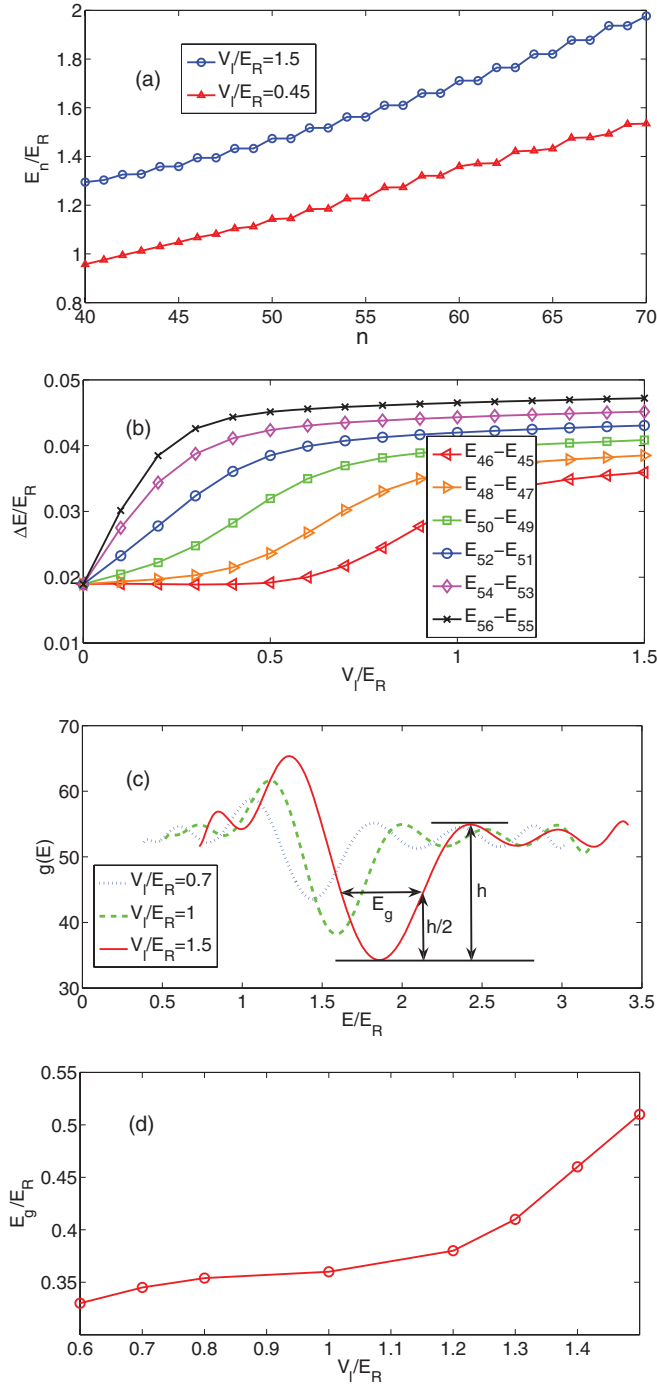 (a)
V_l/E_R=1.5
V_l/E_R=0.45
E_n/E_R
2
1.8
1.6
1.4
1.2
1
0.8
40 45 50 55 60 65 70
n
(b)
ΔE/E_R
0.05
0.04
0.03
0.02
0.01
E_46−E_45
E_48−E_47
E_50−E_49
E_52−E_51
E_54−E_53
E_56−E_55
0 0.5 1 1.5
V_l/E_R
(c)
g(E)
70
60
50
40
30
V_l/E_R=0.7
V_l/E_R=1
V_l/E_R=1.5
E_g
h/2
h
0 0.5 1 1.5 2 2.5 3 3.5
E/E_R
(d)
E_g/E_R
0.55
0.5
0.45
0.4
0.35
0.3
0.6 0.7 0.8 0.9 1 1.1 1.2 1.3 1.4
V_l/E_R